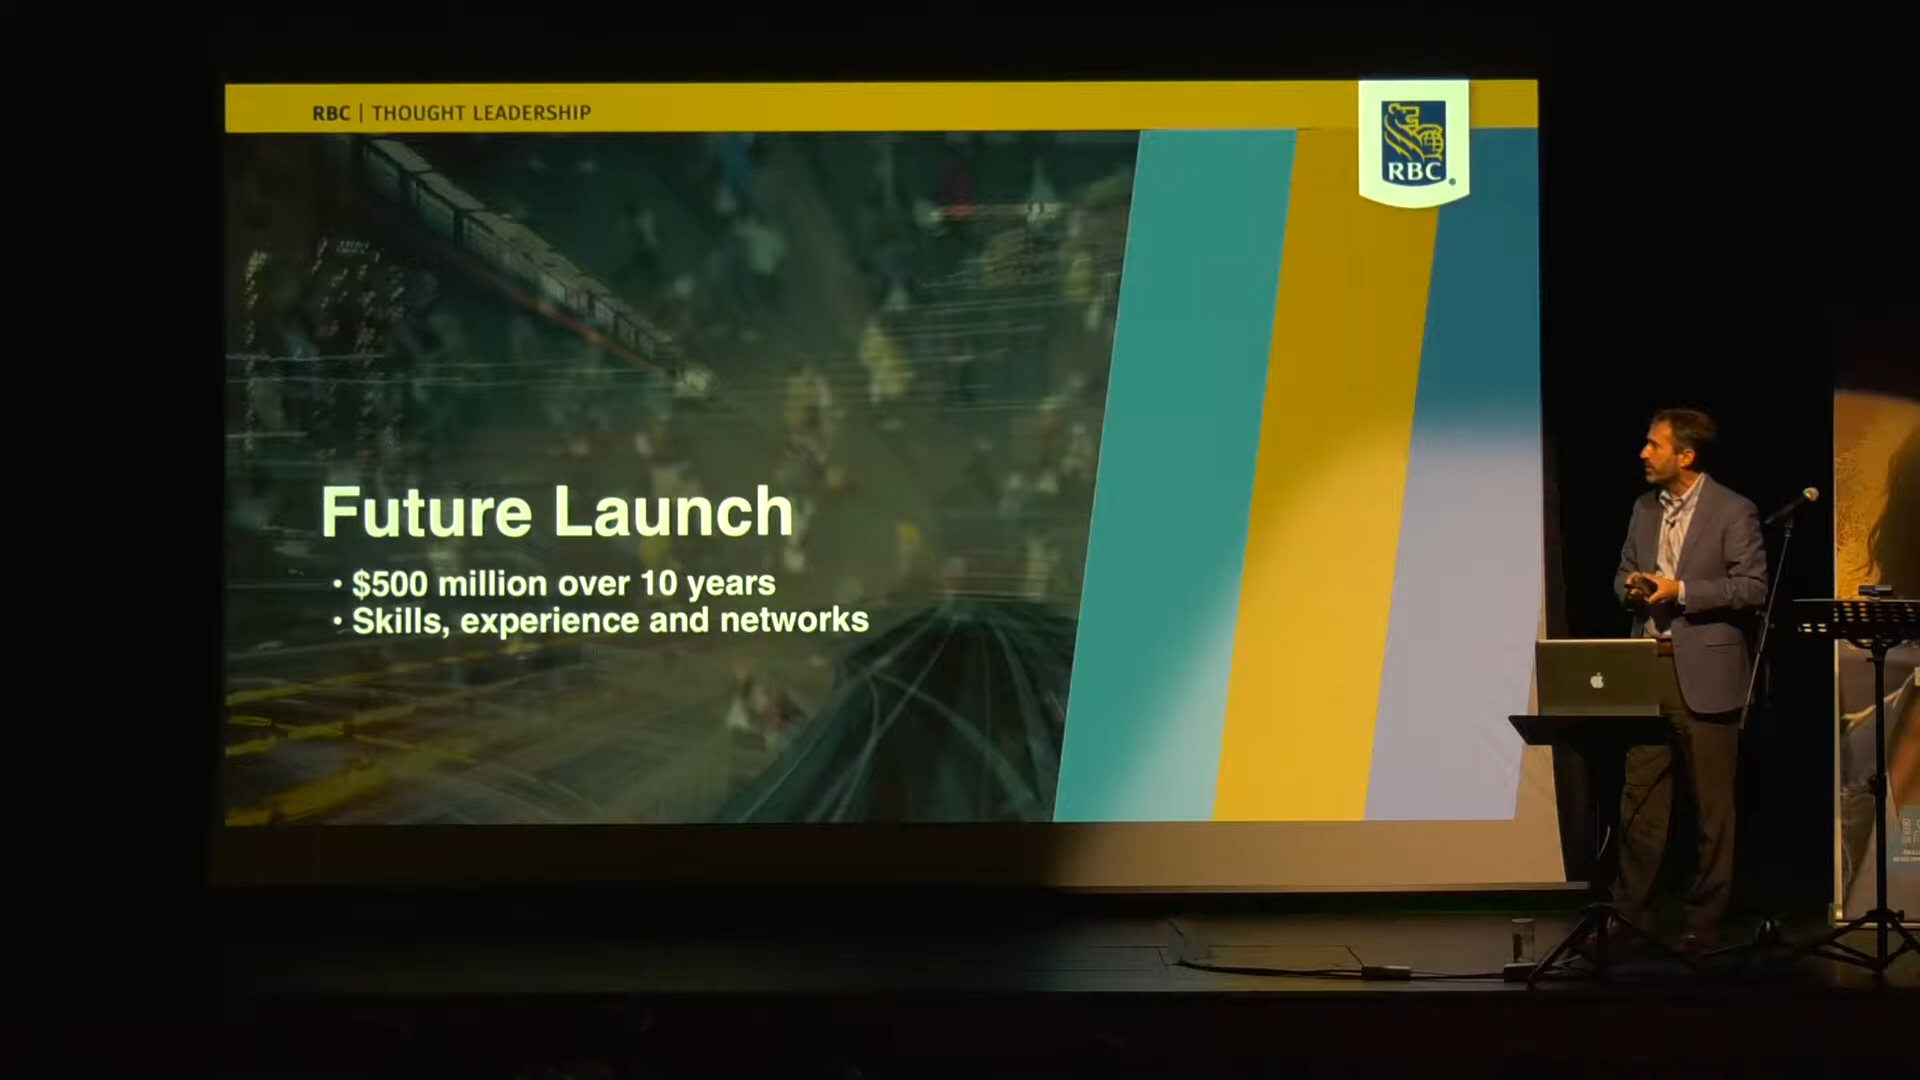 RBC | THOUGHT LEADERSHIP
RBC
Future Launch
• $500 million over 10 years
• Skills, experience and networks